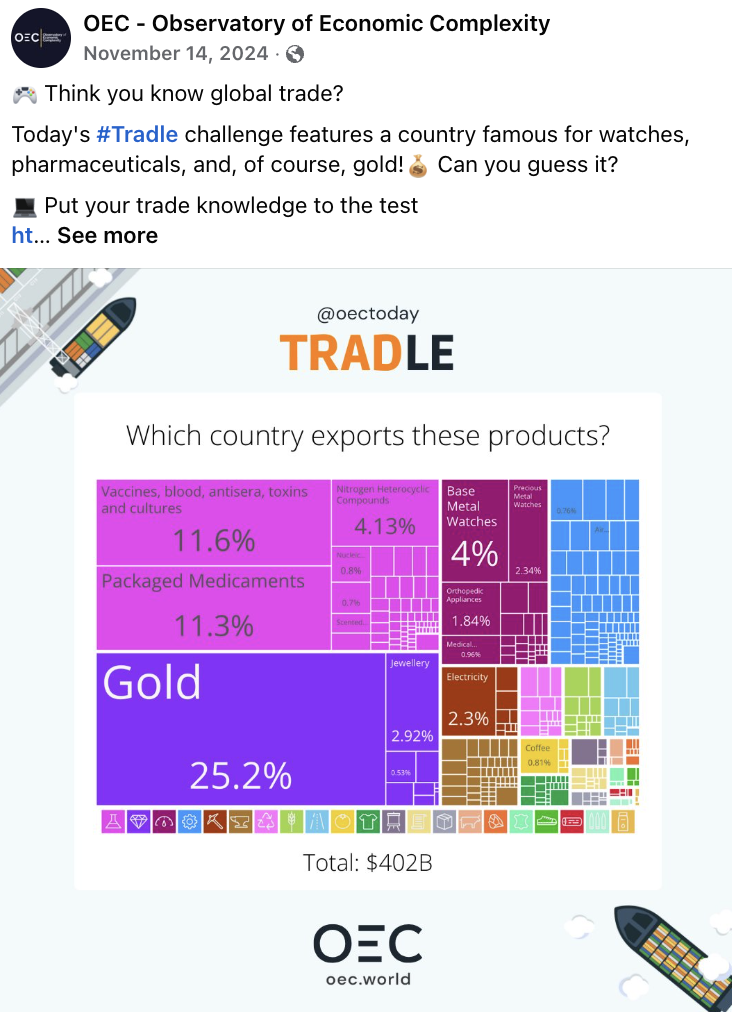 OEC - Observatory of Economic Complexity
November 14, 2024 ·
🎮 Think you know global trade?
Today's #Tradle challenge features a country famous for watches,
pharmaceuticals, and, of course, gold!💰 Can you guess it?
💻 Put your trade knowledge to the test
ht... See more
@oectoday
TRADLE
Which country exports these products?
Vaccines, blood, antisera, toxins
and cultures
11.6%
Packaged Medicaments
11.3%
Nitrogen Heterocyclic
Compounds
4.13%
Nucleic...
0.8%
0.7%
Scented...
Base
Metal
Watches
4%
Precious
Metal
Watches
2.34%
Orthopedic
Appliances
1.84%
Medical...
0.96%
0.76%
Air...
Gold
25.2%
Jewellery
2.92%
0.53%
Electricity
2.3%
Coffee
0.81%
Total: $402B
OEC
oec.world